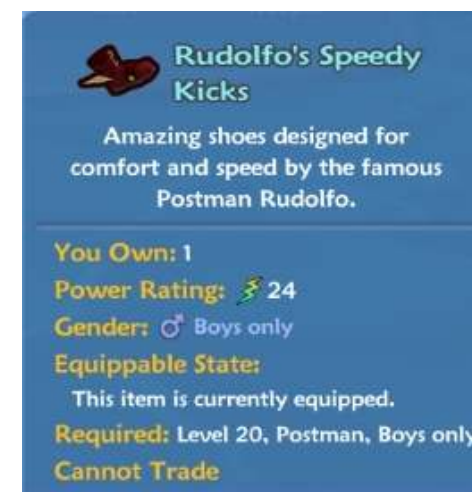 Rudolfo's Speedy
Kicks
Amazing shoes designed for
comfort and speed by the famous
Postman Rudolfo.
You Own: 1
Power Rating: 24
Gender: Boys only
Equippable State:
This item is currently equipped.
Required: Level 20, Postman, Boys only
Cannot Trade